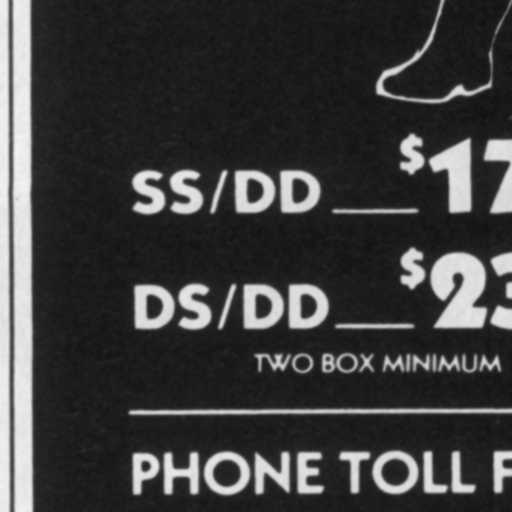 SS/DD ___ $17
DS/DD ___ $23
TWO BOX MINIMUM
PHONE TOLL F